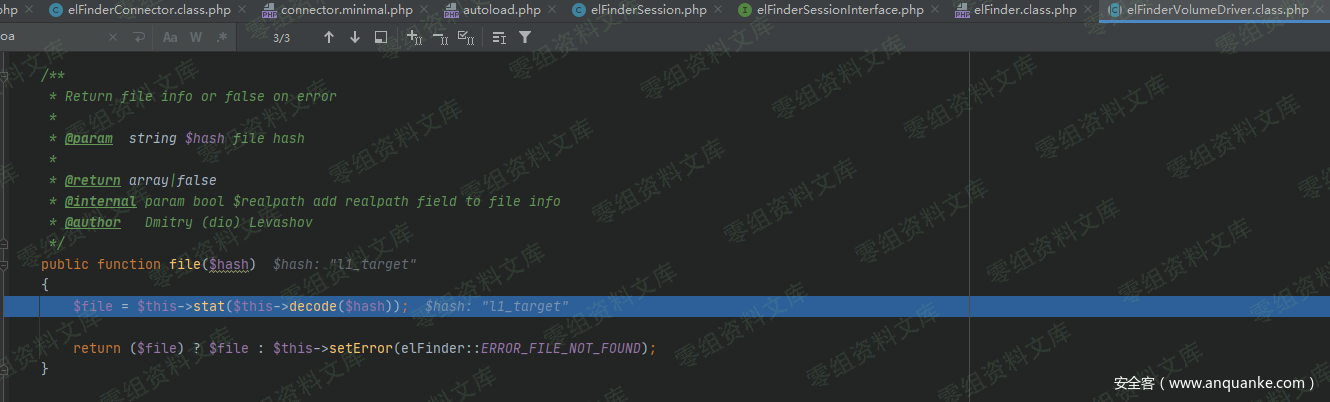 php × elFinderConnector.class.php × connector.minimal.php × autoload.php × elFinderSession.php × elFinderSessionInterface.php × elFinder.class.php × elFinderVolumeDriver.class.php ×
oa × Aa W .* 3/3
/**
* Return file info or false on error
*
* @param string $hash file hash
*
* @return array|false
* @internal param bool $realpath add realpath field to file info
* @author Dmitry (dio) Levashov
*/
public function file($hash) $hash: "l1_target"
{
$file = $this->stat($this->decode($hash)); $hash: "l1_target"
return ($file) ? $file : $this->setError(elFinder::ERROR_FILE_NOT_FOUND);
}
零组资料文库
安全客（www.anquanke.com）